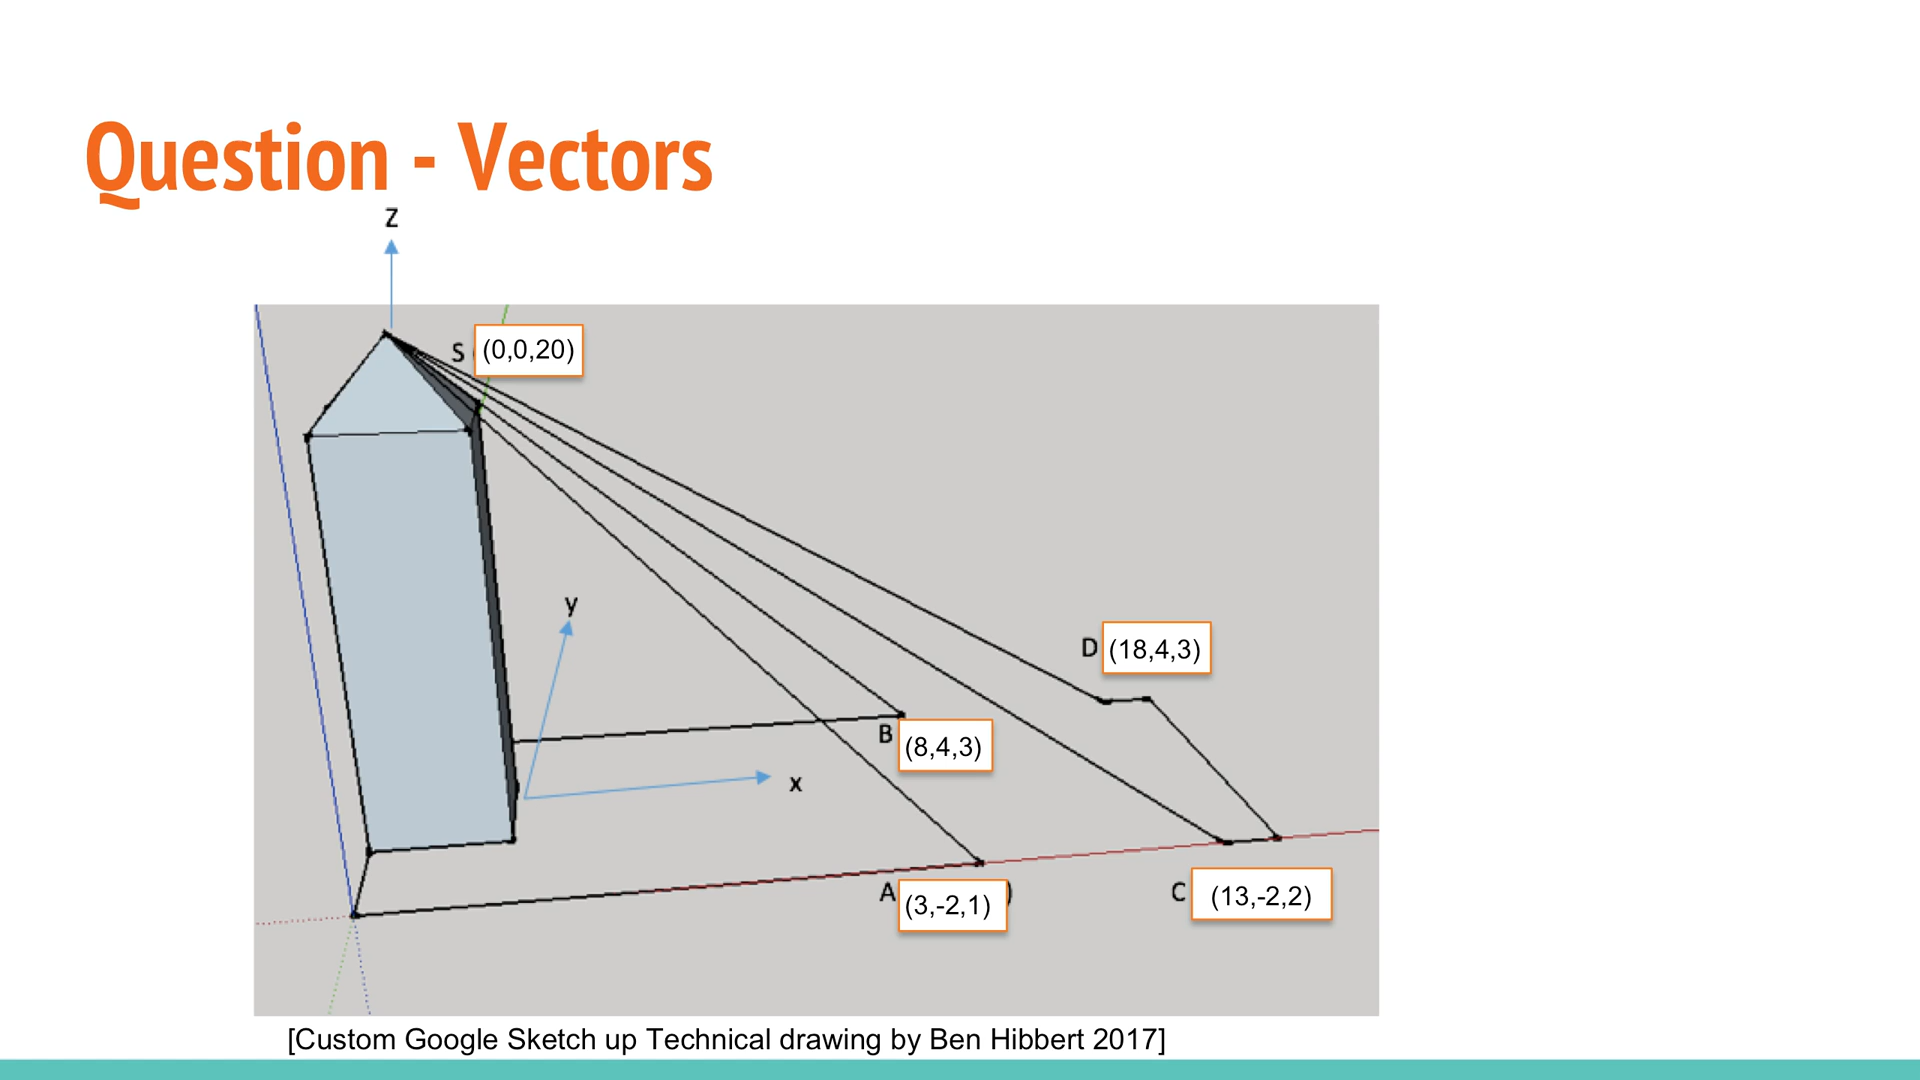 Question - Vectors
Z
S (0,0,20)
y
D (18,4,3)
B (8,4,3)
x
A (3,-2,1) )
C (13,-2,2)
[Custom Google Sketch up Technical drawing by Ben Hibbert 2017]